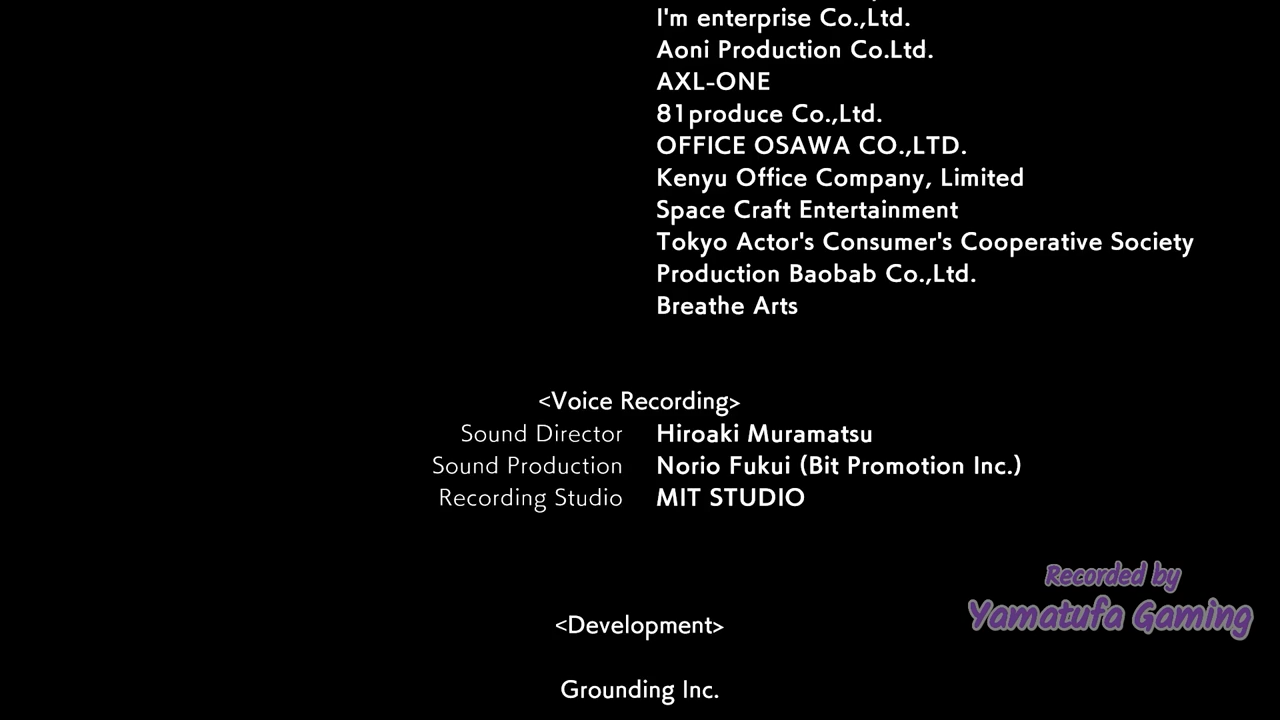 I'm enterprise Co.,Ltd.
Aoni Production Co.Ltd.
AXL-ONE
81produce Co.,Ltd.
OFFICE OSAWA CO.,LTD.
Kenyu Office Company, Limited
Space Craft Entertainment
Tokyo Actor's Consumer's Cooperative Society
Production Baobab Co.,Ltd.
Breathe Arts
<Voice Recording>
Sound Director Hiroaki Muramatsu
Sound Production Norio Fukui (Bit Promotion Inc.)
Recording Studio MIT STUDIO
Recorded by
Yamatufa Gaming
<Development>
Grounding Inc.